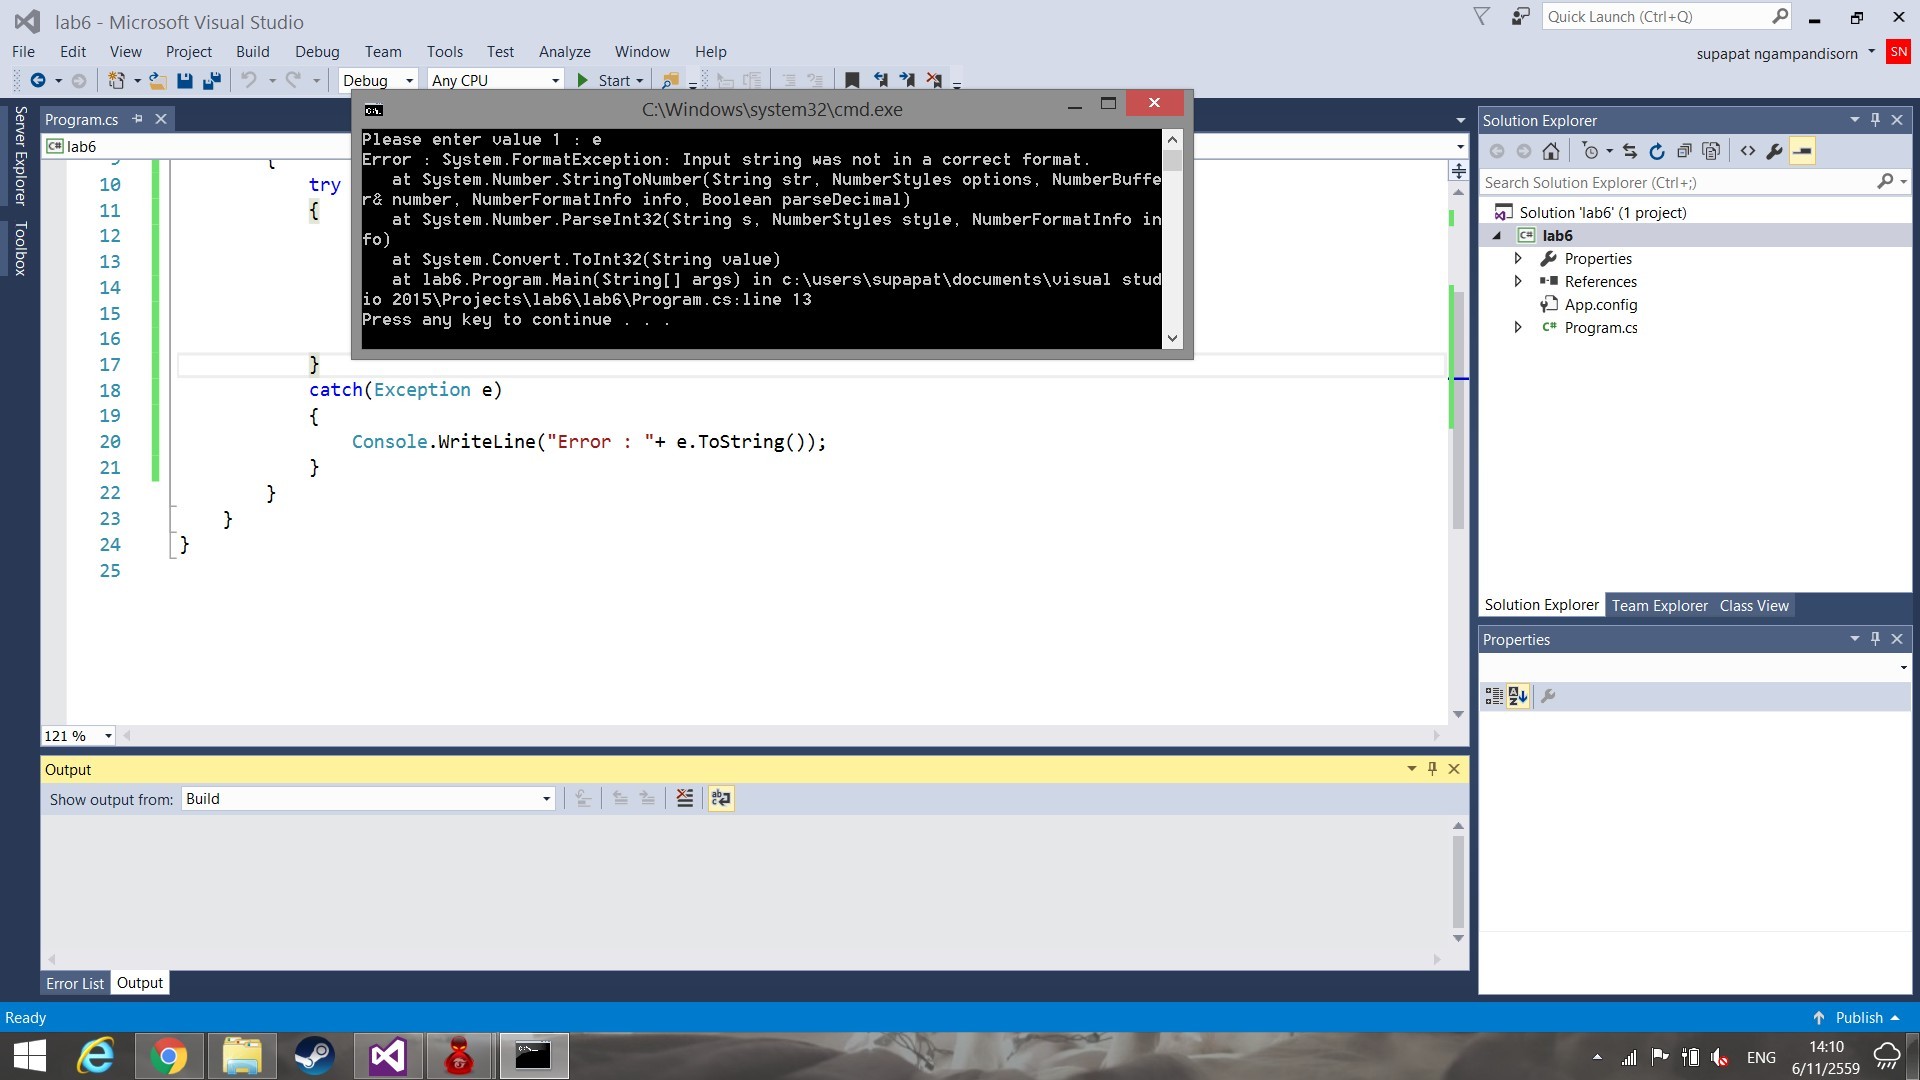 lab6 - Microsoft Visual Studio
Quick Launch (Ctrl+Q)
File Edit View Project Build Debug Team Tools Test Analyze Window Help
supapat ngampandisorn SN
Debug Any CPU Start
Server Explorer
Toolbox
Program.cs
C# lab6
C:\Windows\system32\cmd.exe
Please enter value 1 : e
Error : System.FormatException: Input string was not in a correct format.
at System.Number.StringToNumber(String str, NumberStyles options, NumberBuffe
r& number, NumberFormatInfo info, Boolean parseDecimal)
at System.Number.ParseInt32(String s, NumberStyles style, NumberFormatInfo in
fo)
at System.Convert.ToInt32(String value)
at lab6.Program.Main(String[] args) in c:\users\supapat\documents\visual stud
io 2015\Projects\lab6\lab6\Program.cs:line 13
Press any key to continue . . .
9 {
10 try
11 {
12
13
14
15
16
17 }
18 catch(Exception e)
19 {
20 Console.WriteLine("Error : "+ e.ToString());
21 }
22 }
23 }
24 }
25
121 %
Solution Explorer
Search Solution Explorer (Ctrl+;)
Solution 'lab6' (1 project)
C# lab6
Properties
References
App.config
C# Program.cs
Solution Explorer Team Explorer Class View
Properties
Output
Show output from: Build
Error List Output
Ready
Publish
ENG
14:10
6/11/2559